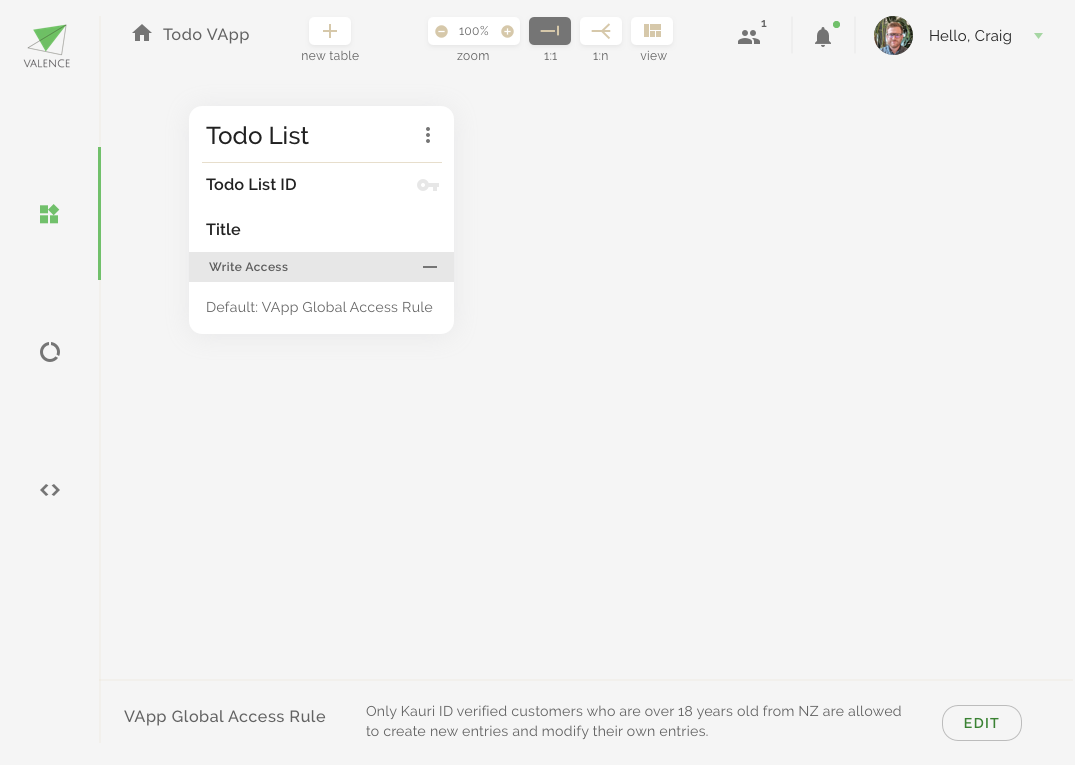 VALENCE
Todo VApp
new table
100%
zoom
1:1
1:n
view
1
Hello, Craig
Todo List
Todo List ID
Title
Write Access
Default: VApp Global Access Rule
VApp Global Access Rule
Only Kauri ID verified customers who are over 18 years old from NZ are allowed
to create new entries and modify their own entries.
EDIT